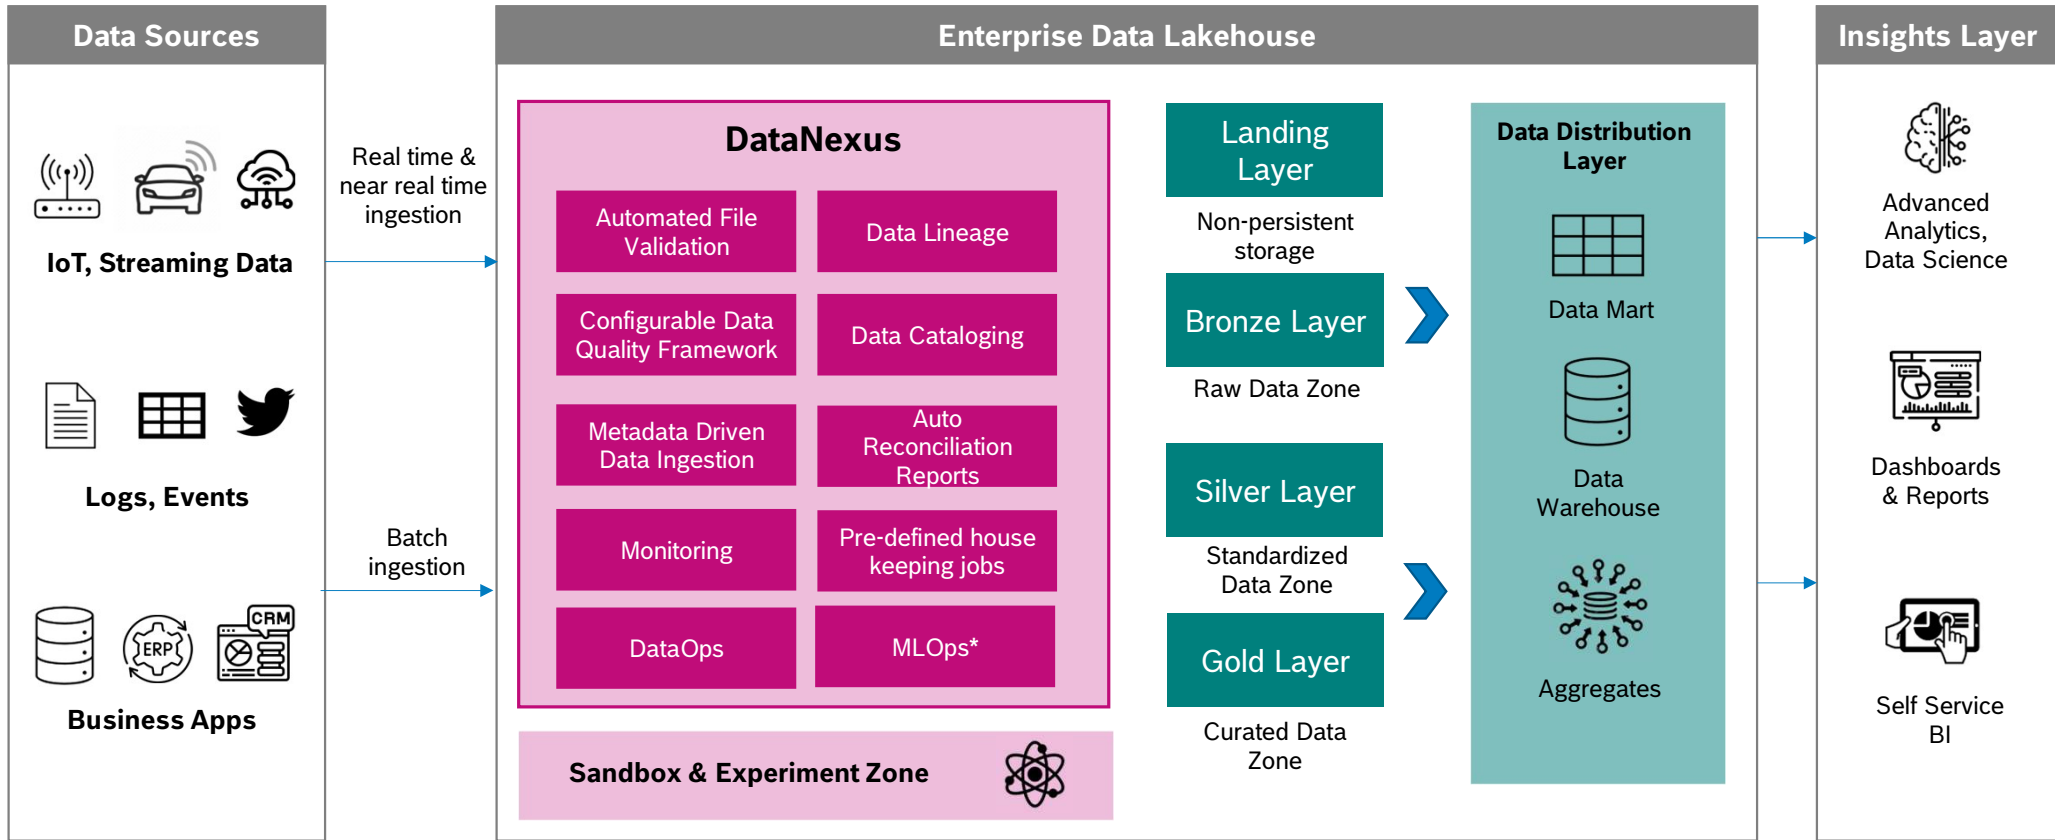 Data Sources
Enterprise Data Lakehouse
Insights Layer
IoT, Streaming Data
Logs, Events
ERP
CRM
Business Apps
Real time &
near real time
ingestion
Batch
ingestion
DataNexus
Automated File
Validation
Data Lineage
Configurable Data
Quality Framework
Data Cataloging
Metadata Driven
Data Ingestion
Auto
Reconciliation
Reports
Monitoring
Pre-defined house
keeping jobs
DataOps
MLOps*
Sandbox & Experiment Zone
Landing
Layer
Non-persistent
storage
Bronze Layer
Raw Data Zone
Silver Layer
Standardized
Data Zone
Gold Layer
Curated Data
Zone
Data Distribution
Layer
Data Mart
Data
Warehouse
Aggregates
Advanced
Analytics,
Data Science
Dashboards
& Reports
Self Service
BI